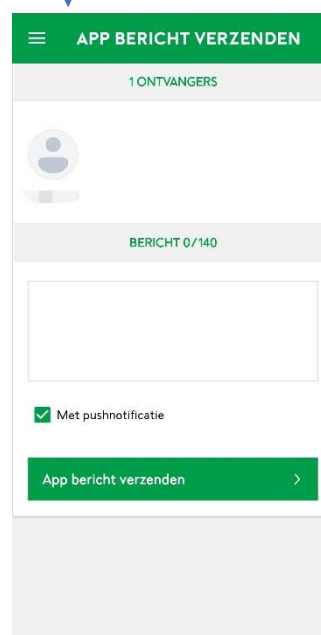 APP BERICHT VERZENDEN
1 ONTVANGERS
BERICHT 0/140
Met pushnotificatie
App bericht verzenden